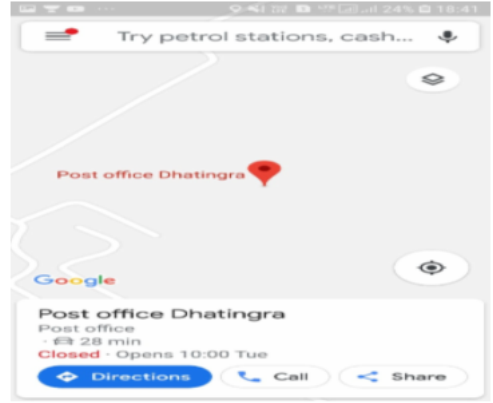 24% 18:41
Try petrol stations, cash...
Post office Dhatingra
Google
Post office Dhatingra
Post office
· 28 min
Closed · Opens 10:00 Tue
Directions Call Share